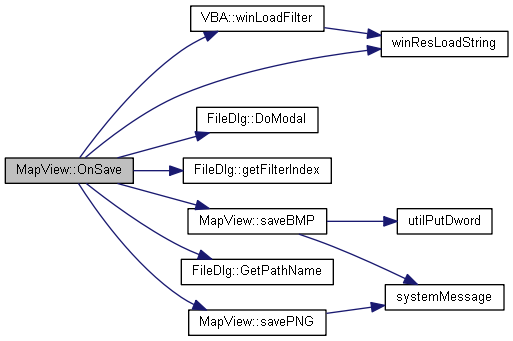 VBA::winLoadFilter
winResLoadString
FileDlg::DoModal
MapView::OnSave
FileDlg::getFilterIndex
MapView::saveBMP
utilPutDword
FileDlg::GetPathName
systemMessage
MapView::savePNG